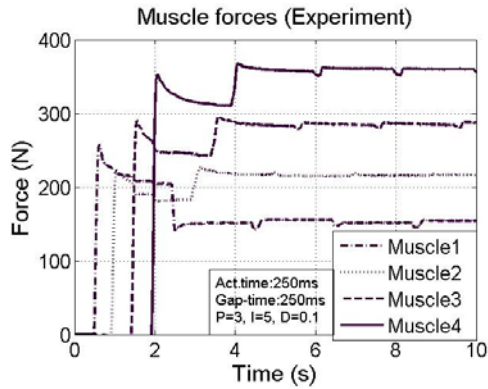 Muscle forces (Experiment)
400
300
200
100
0
Force (N)
Act.time:250ms
Gap-time:250ms
P=3, I=5, D=0.1
Muscle1
Muscle2
Muscle3
Muscle4
0 2 4 6 8 10
Time (s)